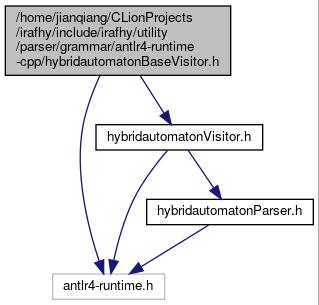 /home/jianqiang/CLionProjects
/irafhy/include/irafhy/utility
/parser/grammar/antlr4-runtime
-cpp/hybridautomatonBaseVisitor.h
hybridautomatonVisitor.h
hybridautomatonParser.h
antlr4-runtime.h